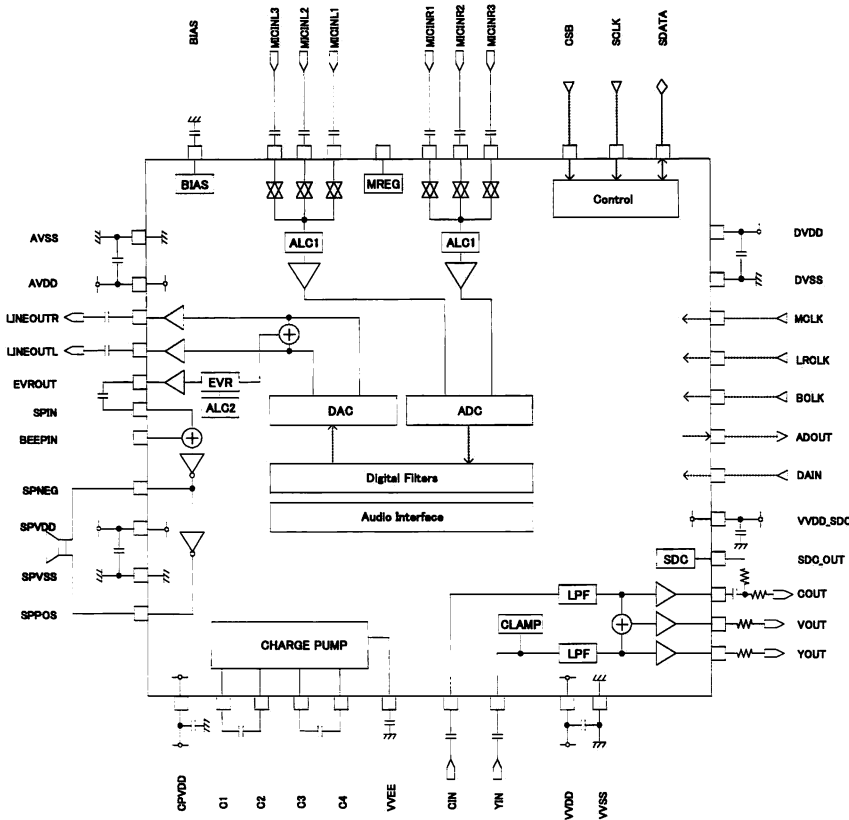 BIAS
MICINL3
MICINL2
MICINL1
MICINR1
MICINR2
MICINR3
CSB
SCLK
SDATA
BIAS
MREG
Control
ALC1
ALC1
AVSS
AVDD
LINEOUTR
LINEOUTL
EVROUT
SPIN
BEEPIN
SPNEG
SPVDD
SPVSS
SPPOS
EVR
ALC2
DAC
ADC
Digital Filters
Audio Interface
DVDD
DVSS
MCLK
LRCLK
BCLK
ADOUT
DAIN
VVDD_SDC
SDC
SDC_OUT
LPF
COUT
CLAMP
VOUT
LPF
YOUT
CHARGE PUMP
CPVDD
C1
C2
C3
C4
VVEE
CIN
YIN
VVDD
VVSS